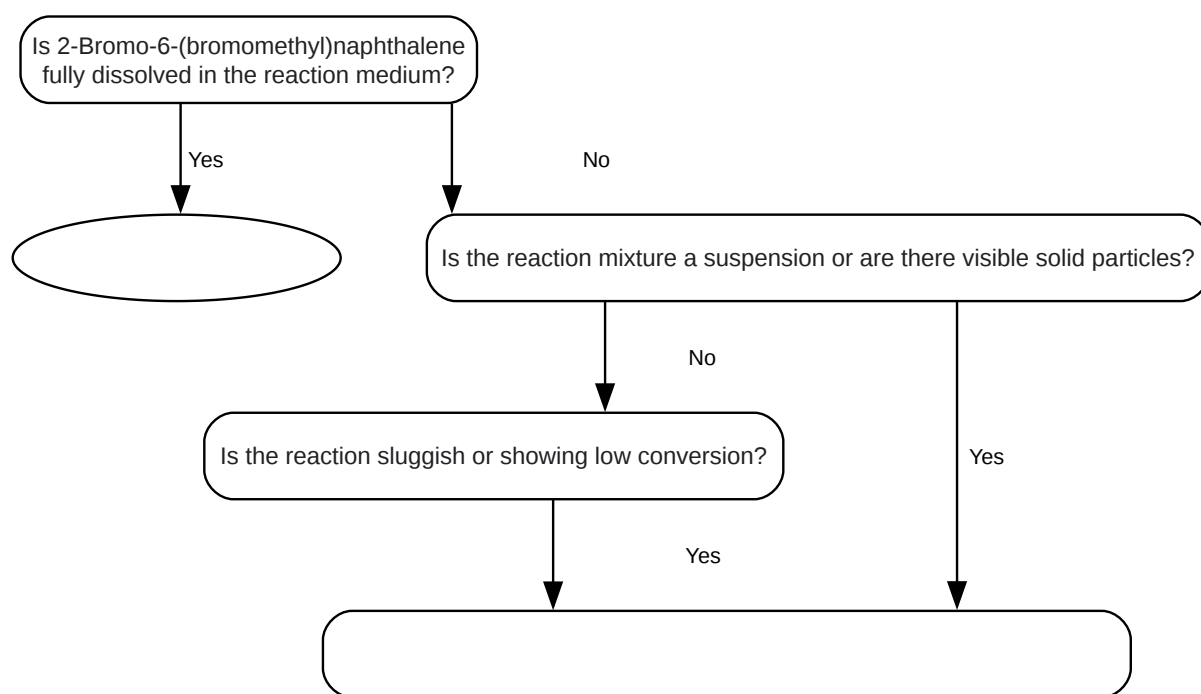 Is 2-Bromo-6-(bromomethyl)naphthalene
fully dissolved in the reaction medium?
Yes
No
Is the reaction mixture a suspension or are there visible solid particles?
No
Is the reaction sluggish or showing low conversion?
Yes
Yes